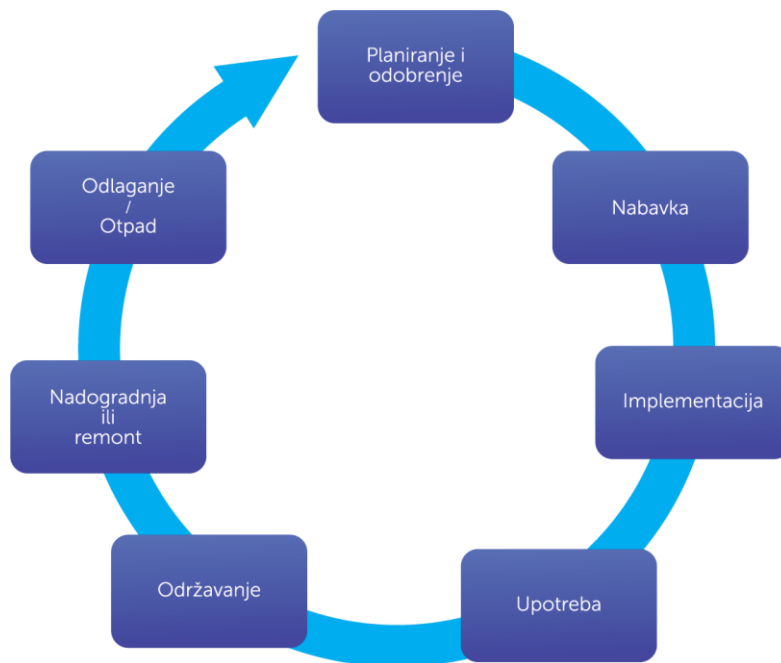 Planiranje i
odobrenje
Nabavka
Implementacija
Upotreba
Održavanje
Nadogradnja
ili
remont
Odlaganje
/
Otpad